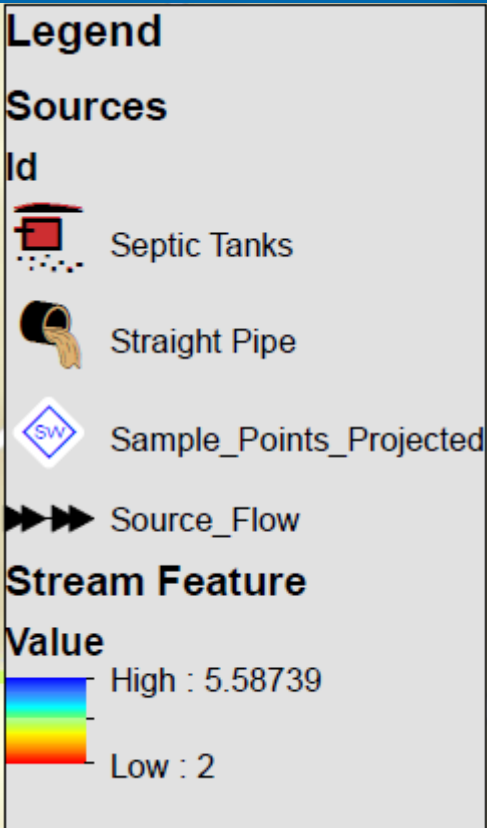 Legend
Sources
Id
Septic Tanks
Straight Pipe
SW
Sample_Points_Projected
Source_Flow
Stream Feature
Value
High : 5.58739
Low : 2